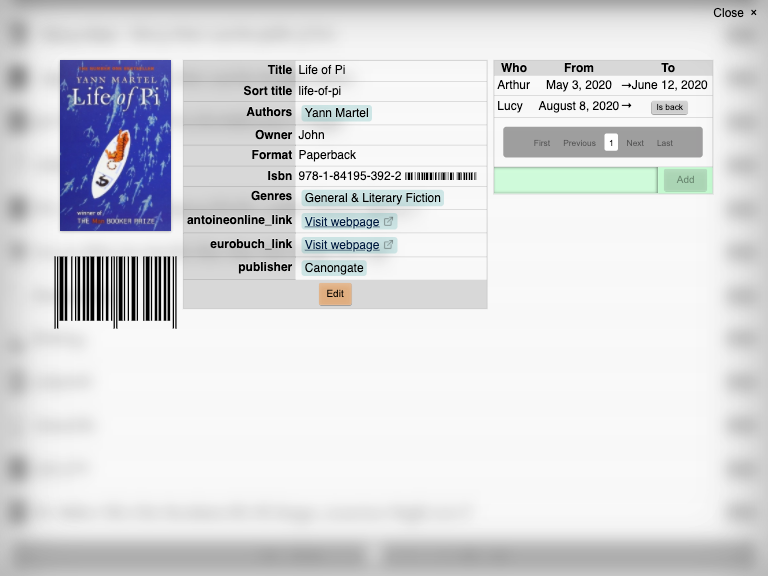 Close ×
YANN MARTEL
Life of Pi
winner of
THE MAN BOOKER PRIZE
Title Life of Pi
Sort title life-of-pi
Authors Yann Martel
Owner John
Format Paperback
Isbn 978-1-84195-392-2
Genres General & Literary Fiction
antoineonline_link Visit webpage
eurobuch_link Visit webpage
publisher Canongate
Edit
Who From To
Arthur May 3, 2020 →June 12, 2020
Lucy August 8, 2020 → Is back
First Previous 1 Next Last
Add